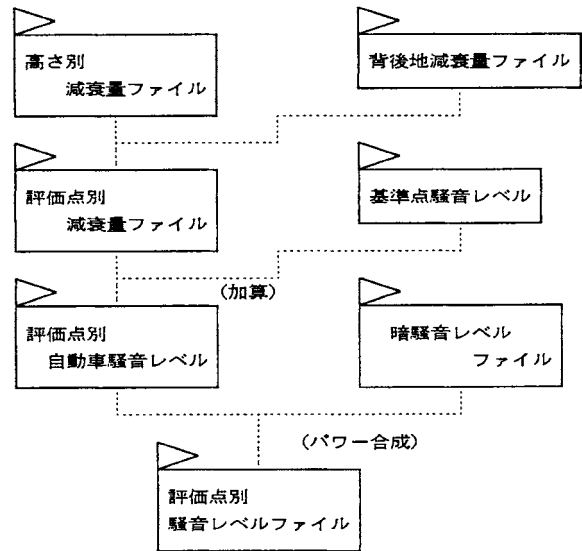 高さ別
減衰量ファイル
背後地減衰量ファイル
評価点別
減衰量ファイル
基準点騒音レベル
(加算)
評価点別
自動車騒音レベル
暗騒音レベル
ファイル
(パワー合成)
評価点別
騒音レベルファイル